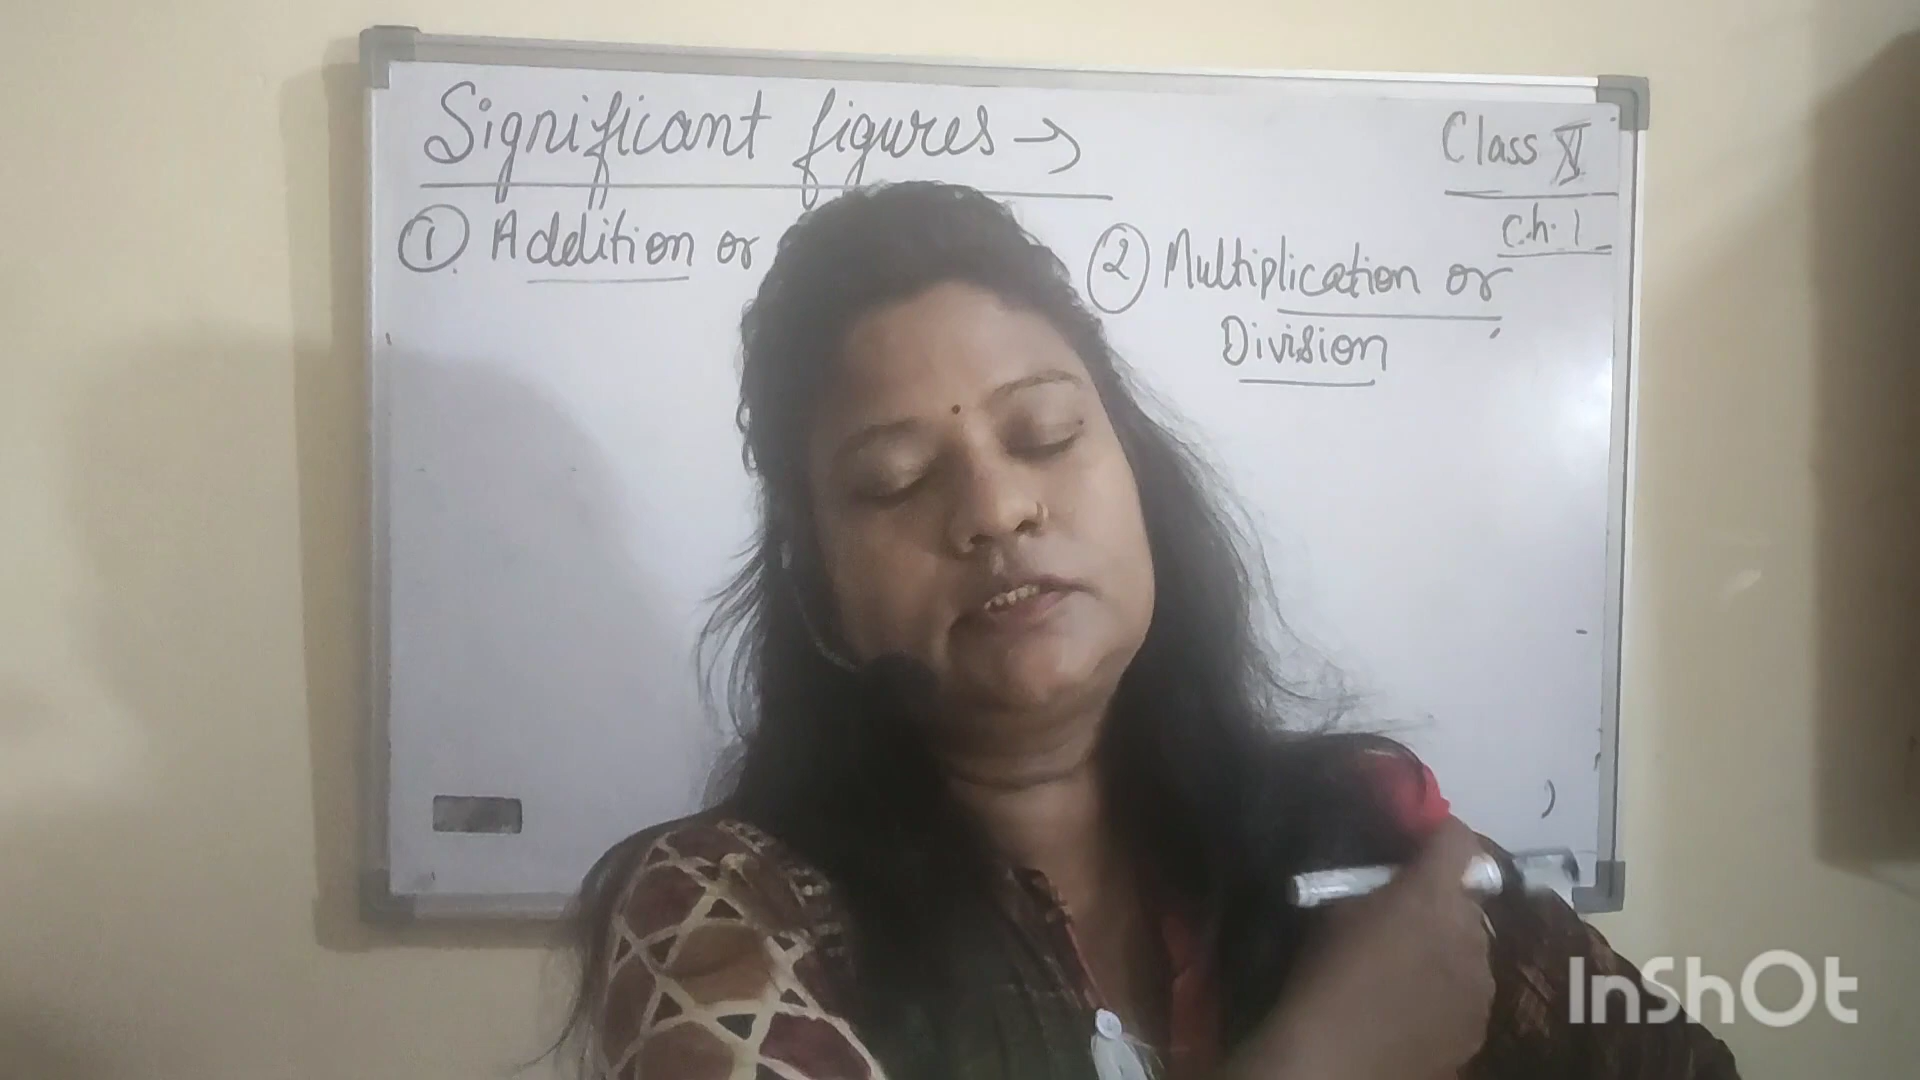 Significant figures →
Class XI
Ch. 1
① Addition or
② Multiplication or
Division
InShOt